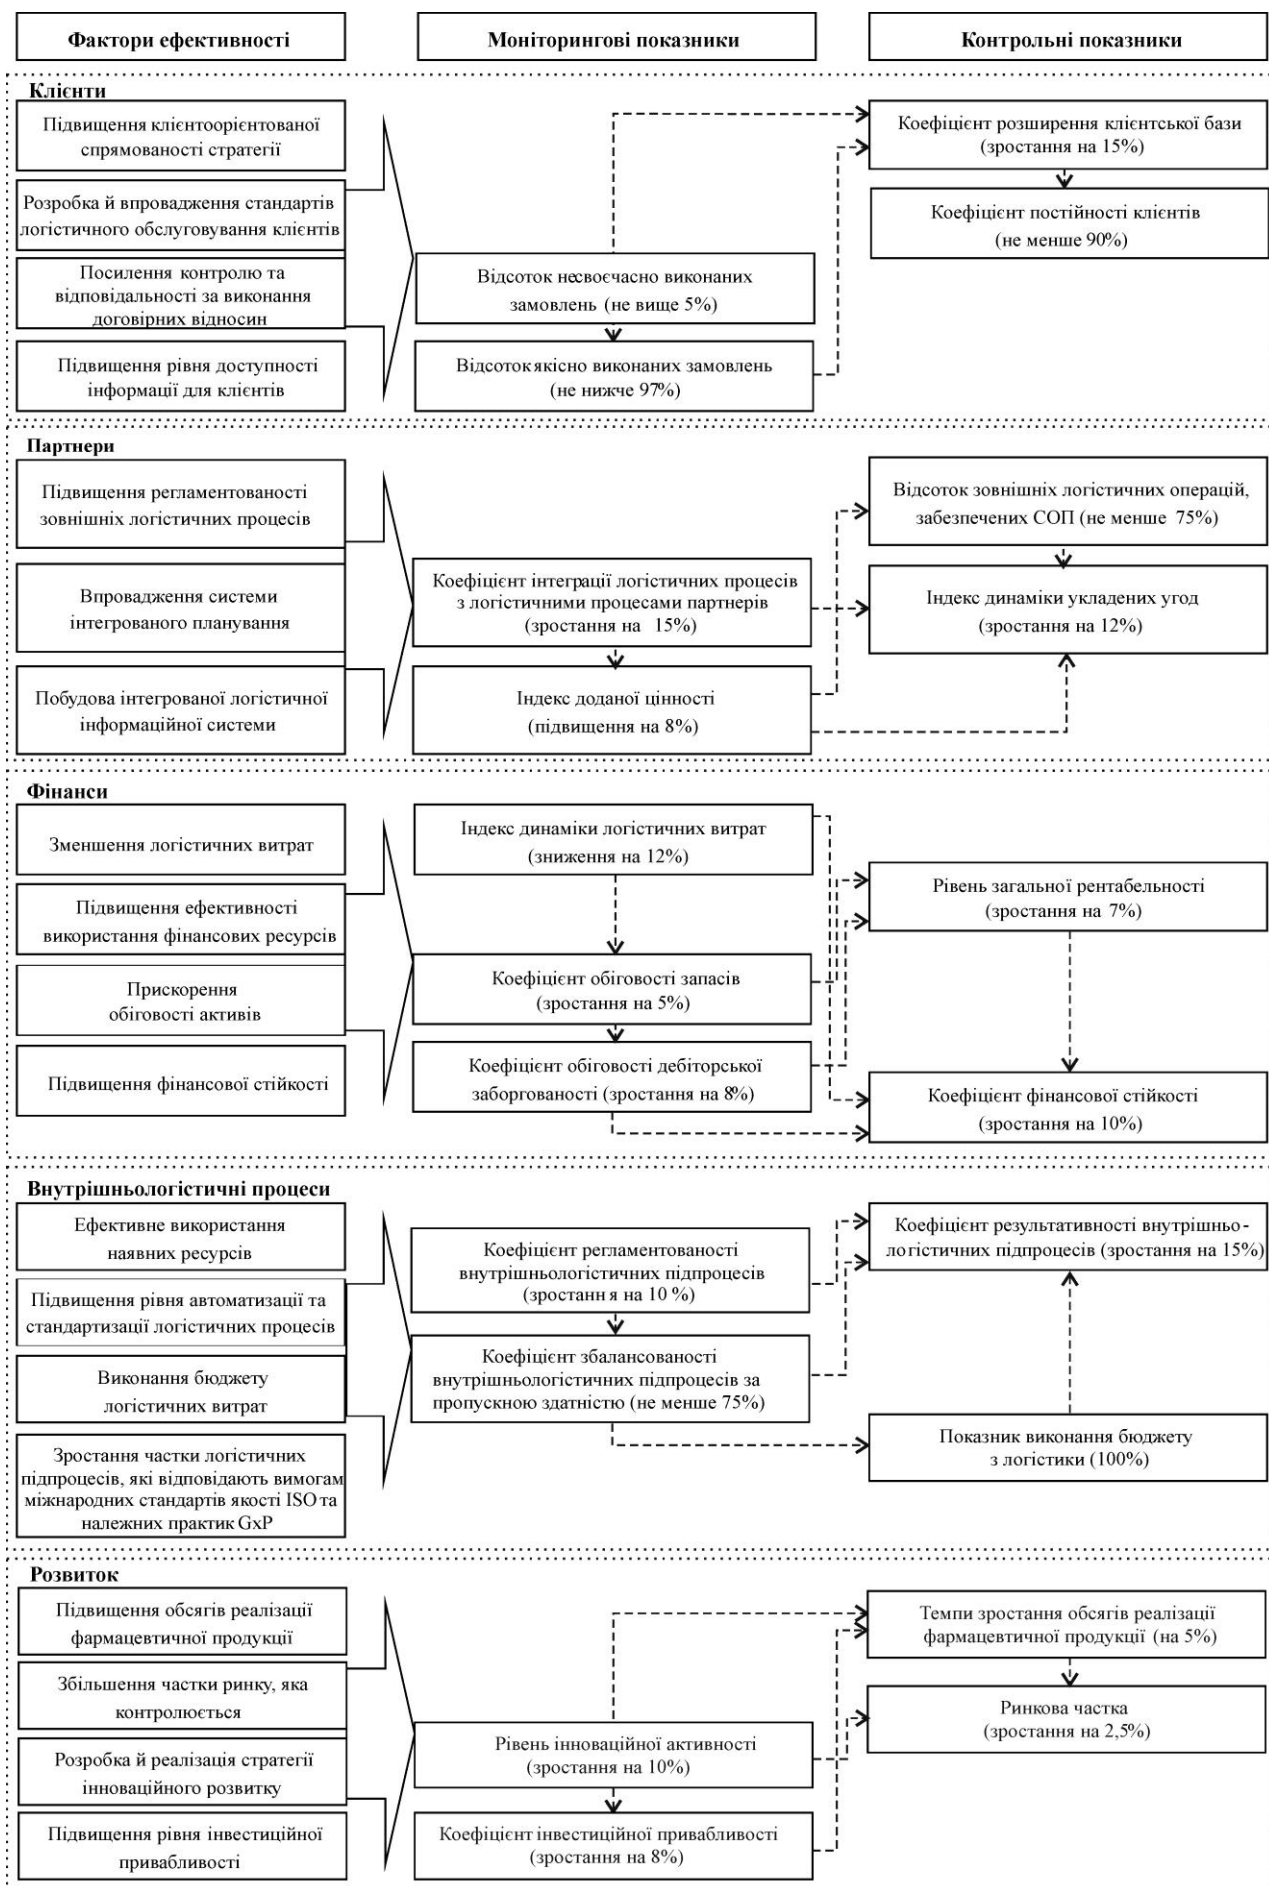 Фактори ефективності
Моніторингові показники
Контрольні показники
Клієнти
Підвищення клієнтоорієнтованої
спрямованості стратегії
Розробка й впровадження стандартів
логістичного обслуговування клієнтів
Посилення контролю та
відповідальності за виконання
договірних відносин
Підвищення рівня доступності
інформації для клієнтів
Відсоток несвоєчасно виконаних
замовлень (не вище 5%)
Відсоток якісно виконаних замовлень
(не нижче 97%)
Коефіцієнт розширення клієнтської бази
(зростання на 15%)
Коефіцієнт постійності клієнтів
(не менше 90%)
Партнери
Підвищення регламентованості
зовнішніх логістичних процесів
Впровадження системи
інтегрованого планування
Побудова інтегрованої логістичної
інформаційної системи
Коефіцієнт інтеграції логістичних процесів
з логістичними процесами партнерів
(зростання на 15%)
Індекс доданої цінності
(підвищення на 8%)
Відсоток зовнішніх логістичних операцій,
забезпечених СОП (не менше 75%)
Індекс динаміки укладених угод
(зростання на 12%)
Фінанси
Зменшення логістичних витрат
Підвищення ефективності
використання фінансових ресурсів
Прискорення
обіговості активів
Підвищення фінансової стійкості
Індекс динаміки логістичних витрат
(зниження на 12%)
Коефіцієнт обіговості запасів
(зростання на 5%)
Коефіцієнт обіговості дебіторської
заборгованості (зростання на 8%)
Рівень загальної рентабельності
(зростання на 7%)
Коефіцієнт фінансової стійкості
(зростання на 10%)
Внутрішньологістичні процеси
Ефективне використання
наявних ресурсів
Підвищення рівня автоматизації та
стандартизації логістичних процесів
Виконання бюджету
логістичних витрат
Зростання частки логістичних
підпроцесів, які відповідають вимогам
міжнародних стандартів якості ISO та
належних практик GxP
Коефіцієнт регламентованості
внутрішньологістичних підпроцесів
(зростання на 10 %)
Коефіцієнт збалансованості
внутрішньологістичних підпроцесів за
пропускною здатністю (не менше 75%)
Коефіцієнт результативності внутрішньо-
логістичних підпроцесів (зростання на 15%)
Показник виконання бюджету
з логістики (100%)
Розвиток
Підвищення обсягів реалізації
фармацевтичної продукції
Збільшення частки ринку, яка
контролюється
Розробка й реалізація стратегії
інноваційного розвитку
Підвищення рівня інвестиційної
привабливості
Рівень інноваційної активності
(зростання на 10%)
Коефіцієнт інвестиційної привабливості
(зростання на 8%)
Темпи зростання обсягів реалізації
фармацевтичної продукції (на 5%)
Ринкова частка
(зростання на 2,5%)